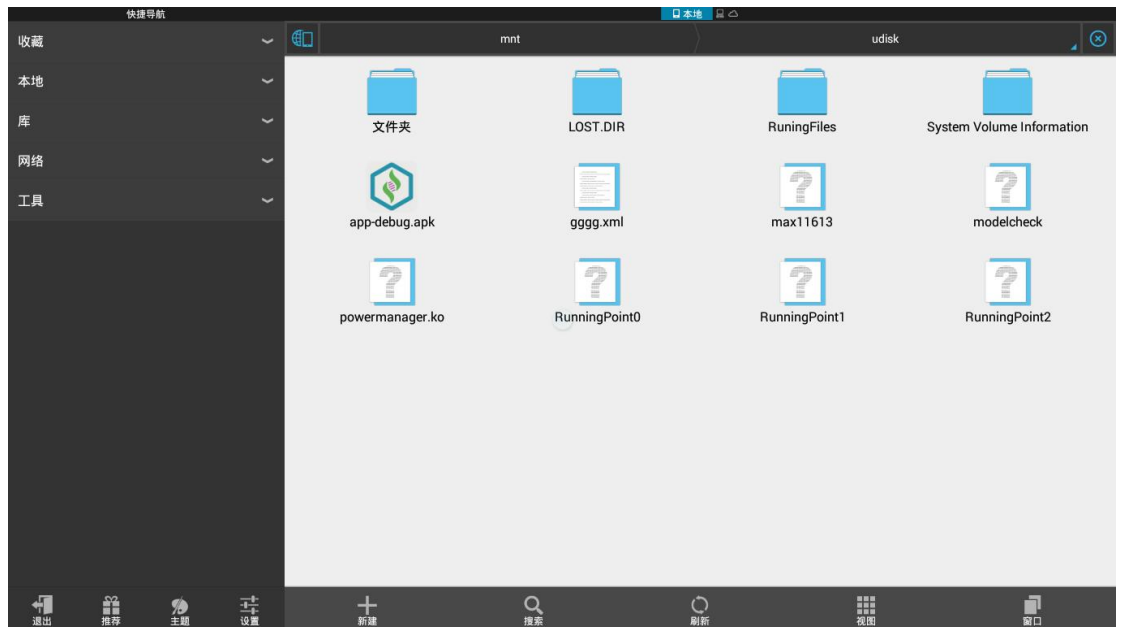 快捷导航
本地
收藏
本地
库
网络
工具
mnt
udisk
文件夹
LOST.DIR
RuningFiles
System Volume Information
app-debug.apk
gggg.xml
max11613
modelcheck
powermanager.ko
RunningPoint0
RunningPoint1
RunningPoint2
退出
推荐
主题
设置
新建
搜索
刷新
视图
窗口